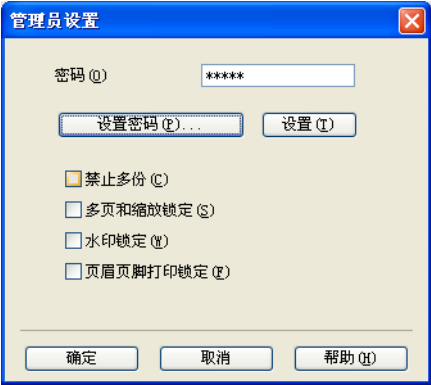 管理员设置
密码(O) *****
设置密码(P)... 设置(T)
禁止多份(C)
多页和缩放锁定(S)
水印锁定(W)
页眉页脚打印锁定(F)
确定 取消 帮助(H)